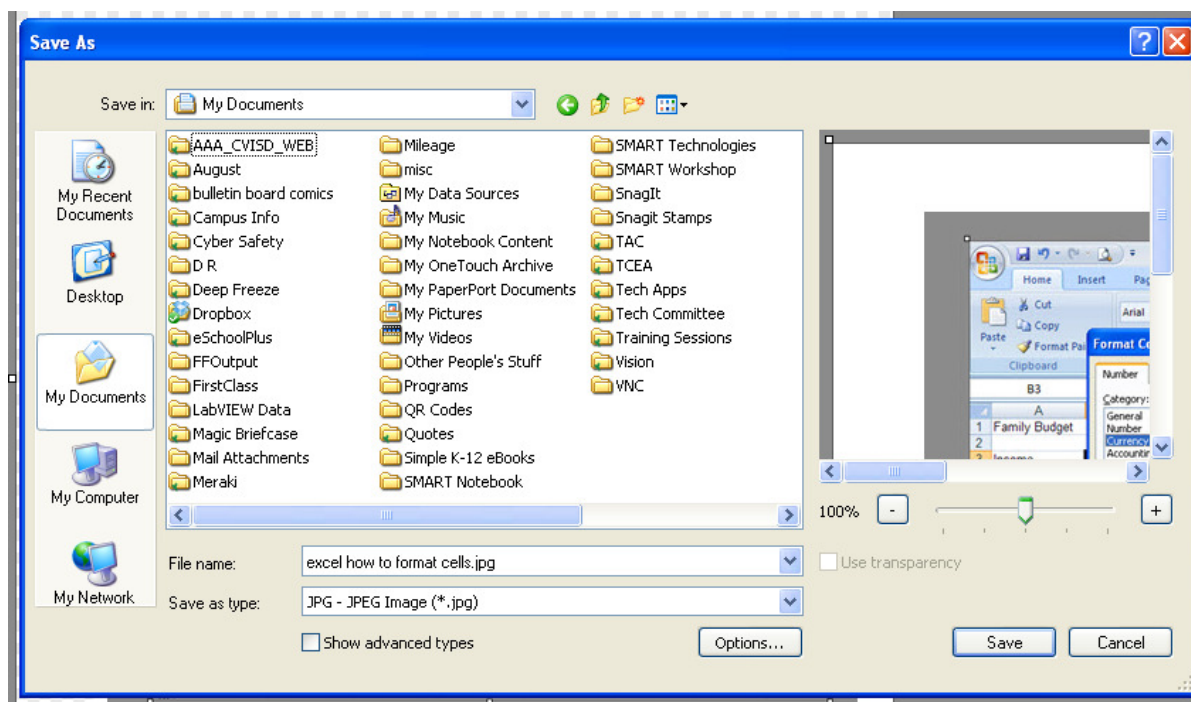 Save As
Save in:
My Documents
My Recent
Documents
Desktop
My Documents
My Computer
My Network
AAA_CVISD_WEB
August
bulletin board comics
Campus Info
Cyber Safety
D R
Deep Freeze
Dropbox
eSchoolPlus
FFOutput
FirstClass
LabVIEW Data
Magic Briefcase
Mail Attachments
Meraki
Mileage
misc
My Data Sources
My Music
My Notebook Content
My OneTouch Archive
My PaperPort Documents
My Pictures
My Videos
Other People's Stuff
Programs
QR Codes
Quotes
Simple K-12 eBooks
SMART Notebook
SMART Technologies
SMART Workshop
SnagIt
Snagit Stamps
TAC
TCEA
Tech Apps
Tech Committee
Training Sessions
Vision
VNC
Home Insert
Cut
Copy
Paste
Arial
Clipboard
Number
B3
Category:
A
General
1 Family Budget
Number
2
Currency
3 Income
100%
-
+
File name:
excel how to format cells.jpg
Use transparency
Save as type:
JPG - JPEG Image (*.jpg)
Show advanced types
Options...
Save
Cancel